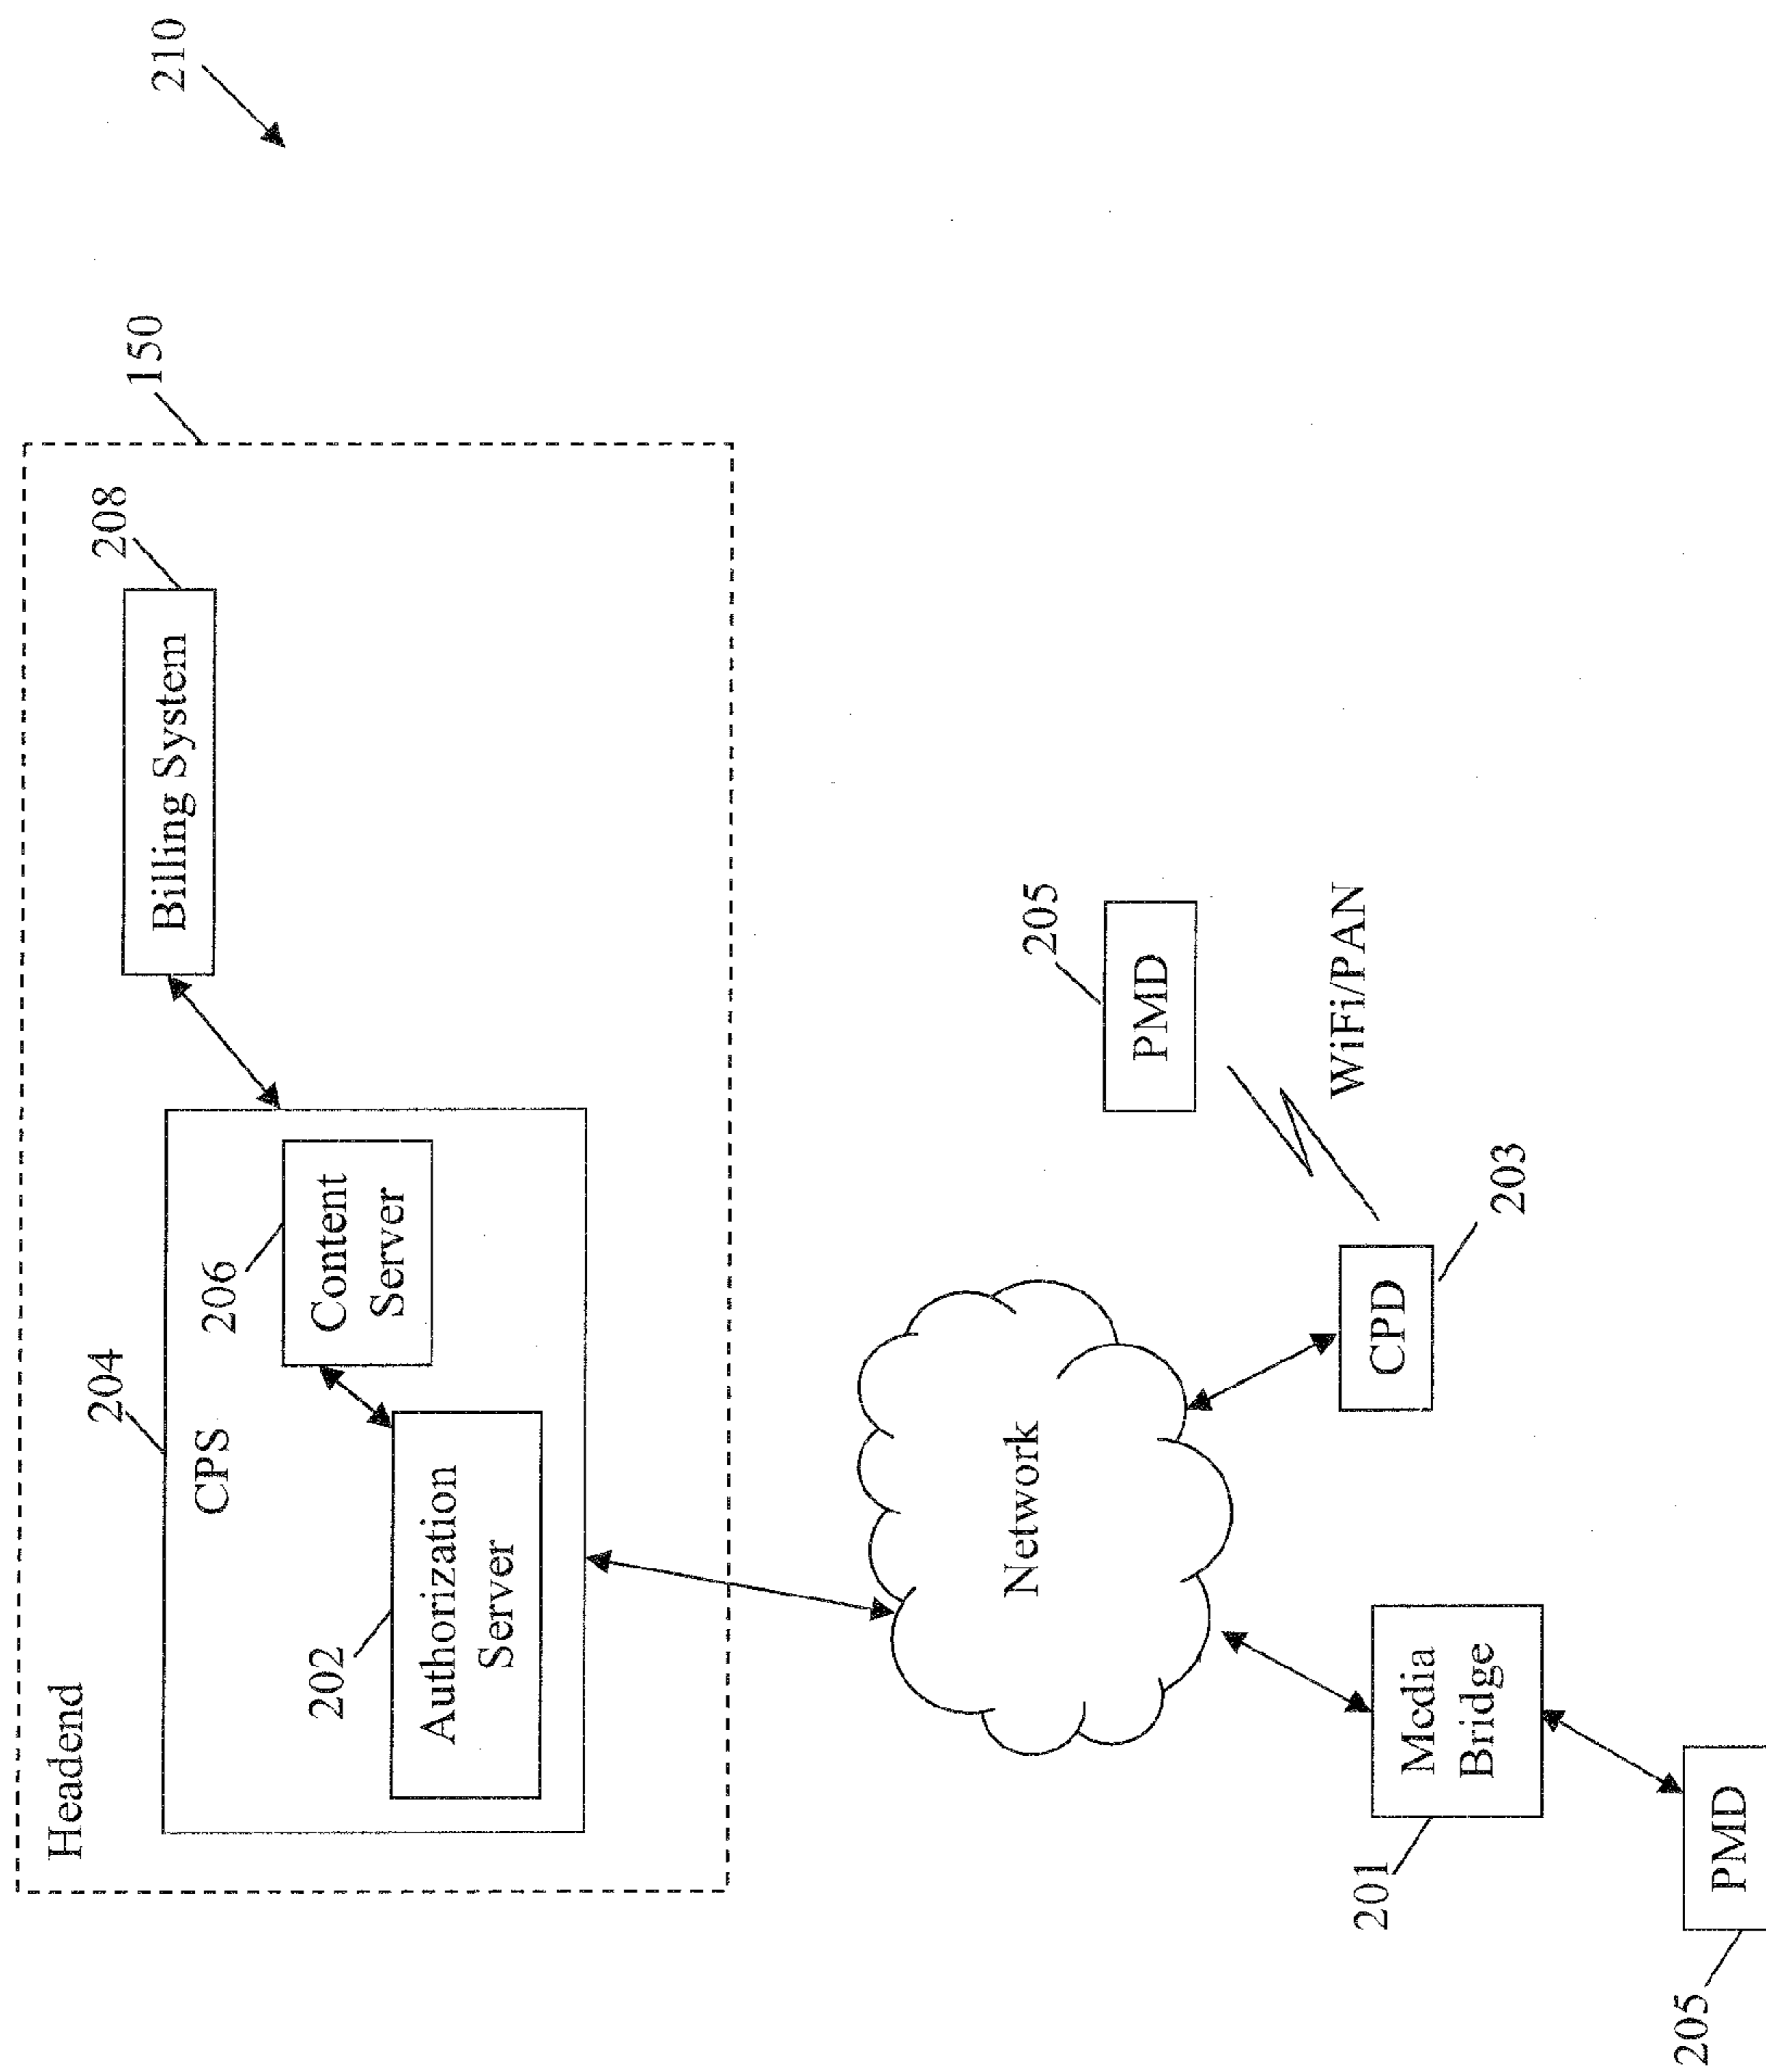 210
150
Headend
208
Billing System
204
CPS
206
Content
Server
202
Authorization
Server
Network
205
PMD
WiFi/PAN
CPD
203
Media
Bridge
201
PMD
205